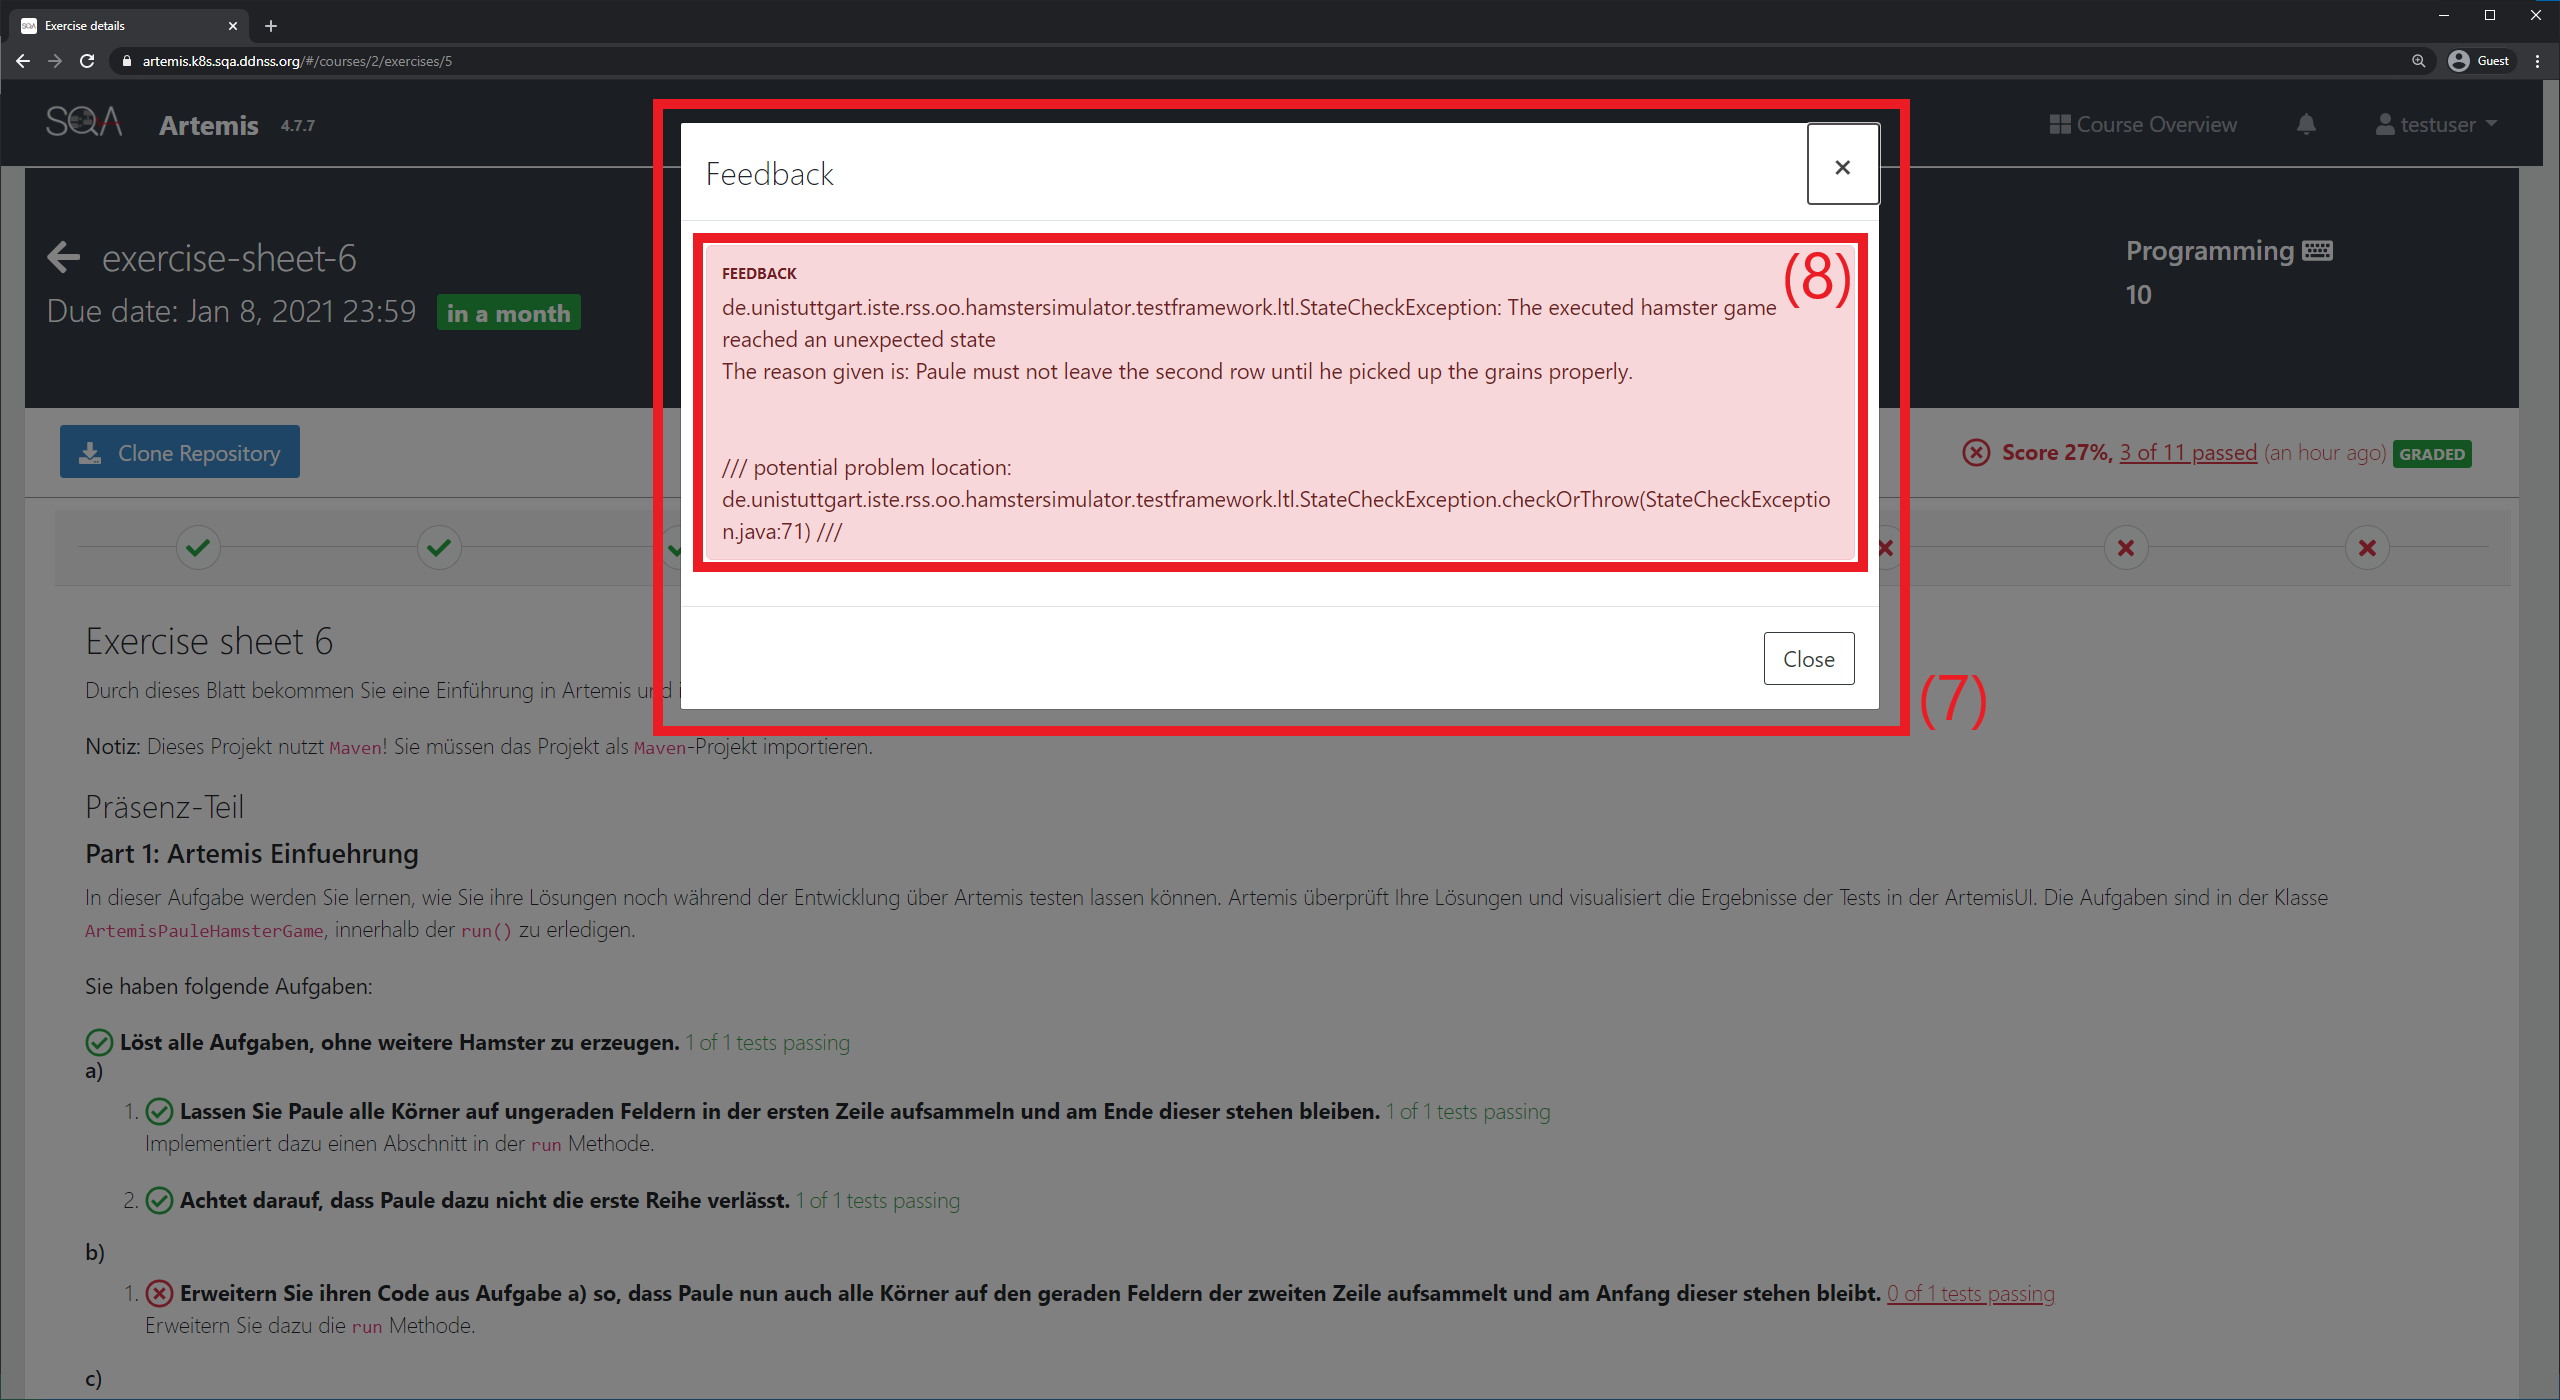 Exercise details
artemis.k8s.sqa.ddnss.org/#/courses/2/exercises/5
Guest
SQA
Artemis 4.7.7
Course Overview
testuser
Feedback
×
exercise-sheet-6
Due date: Jan 8, 2021 23:59 in a month
Programming
10
(8)
FEEDBACK
de.unistuttgart.iste.rss.oo.hamstersimulator.testframework.ltl.StateCheckException: The executed hamster game
reached an unexpected state
The reason given is: Paule must not leave the second row until he picked up the grains properly.
/// potential problem location:
de.unistuttgart.iste.rss.oo.hamstersimulator.testframework.ltl.StateCheckException.checkOrThrow(StateCheckExceptio
n.java:71) ///
Close
(7)
Clone Repository
Score 27%, 3 of 11 passed (an hour ago) GRADED
Exercise sheet 6
Durch dieses Blatt bekommen Sie eine Einführung in Artemis und i
Notiz: Dieses Projekt nutzt Maven! Sie müssen das Projekt als Maven-Projekt importieren.
Präsenz-Teil
Part 1: Artemis Einfuehrung
In dieser Aufgabe werden Sie lernen, wie Sie ihre Lösungen noch während der Entwicklung über Artemis testen lassen können. Artemis überprüft Ihre Lösungen und visualisiert die Ergebnisse der Tests in der ArtemisUI. Die Aufgaben sind in der Klasse
ArtemisPauleHamsterGame, innerhalb der run() zu erledigen.
Sie haben folgende Aufgaben:
Löst alle Aufgaben, ohne weitere Hamster zu erzeugen. 1 of 1 tests passing
a)
1. Lassen Sie Paule alle Körner auf ungeraden Feldern in der ersten Zeile aufsammeln und am Ende dieser stehen bleiben. 1 of 1 tests passing
Implementiert dazu einen Abschnitt in der run Methode.
2. Achtet darauf, dass Paule dazu nicht die erste Reihe verlässt. 1 of 1 tests passing
b)
1. Erweitern Sie ihren Code aus Aufgabe a) so, dass Paule nun auch alle Körner auf den geraden Feldern der zweiten Zeile aufsammelt und am Anfang dieser stehen bleibt. 0 of 1 tests passing
Erweitern Sie dazu die run Methode.
c)